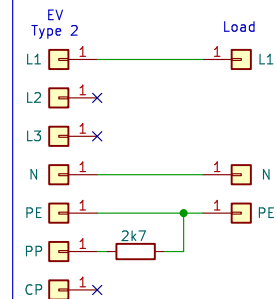 EV
Type 2
Load
L1 1 1 L1
L2 1
L3 1
N 1 1 N
PE 1 1 PE
PP 1 2k7
CP 1